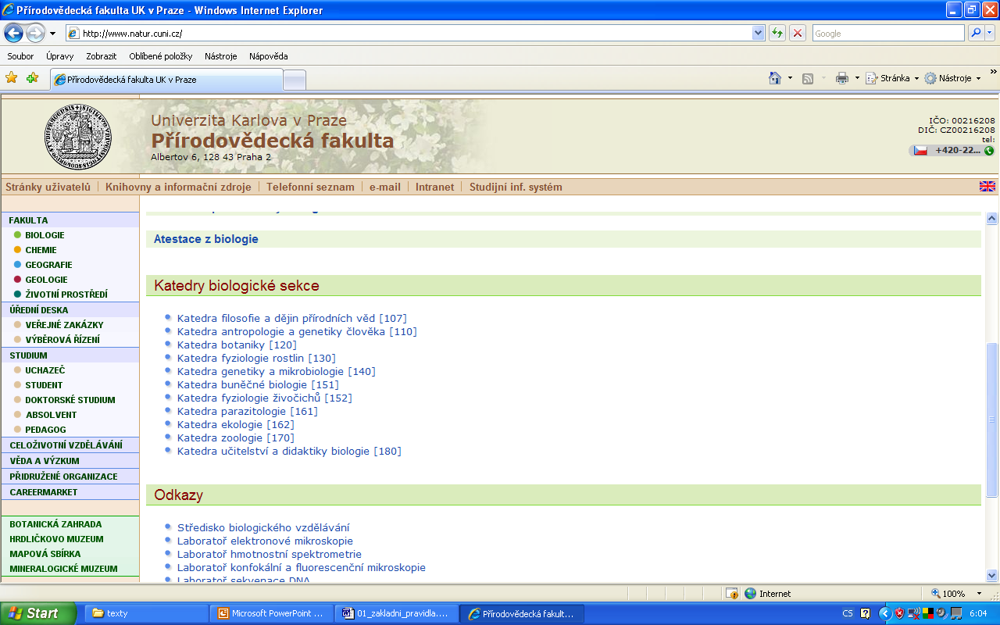 Přírodovědecká fakulta UK v Praze - Windows Internet Explorer
http://www.natur.cuni.cz/
Google
Soubor Úpravy Zobrazit Oblíbené položky Nástroje Nápověda
Přírodovědecká fakulta UK v Praze
Stránka Nástroje
Univerzita Karlova v Praze
Přírodovědecká fakulta
Albertov 6, 128 43 Praha 2
IČO: 00216208
DIČ: CZ00216208
tel:
+420-22...
Stránky uživatelů Knihovny a informační zdroje Telefonní seznam e-mail Intranet Studijní inf. systém
FAKULTA
BIOLOGIE
CHEMIE
GEOGRAFIE
GEOLOGIE
ŽIVOTNÍ PROSTŘEDÍ
ÚŘEDNÍ DESKA
VEŘEJNÉ ZAKÁZKY
VÝBĚROVÁ ŘÍZENÍ
STUDIUM
UCHAZEČ
STUDENT
DOKTORSKÉ STUDIUM
ABSOLVENT
PEDAGOG
CELOŽIVOTNÍ VZDĚLÁVÁNÍ
VĚDA A VÝZKUM
PŘIDRUŽENÉ ORGANIZACE
CAREERMARKET
BOTANICKÁ ZAHRADA
HRDLIČKOVO MUZEUM
MAPOVÁ SBÍRKA
MINERALOGICKÉ MUZEUM
Atestace z biologie
Katedry biologické sekce
Katedra filosofie a dějin přírodních věd [107]
Katedra antropologie a genetiky člověka [110]
Katedra botaniky [120]
Katedra fyziologie rostlin [130]
Katedra genetiky a mikrobiologie [140]
Katedra buněčné biologie [151]
Katedra fyziologie živočichů [152]
Katedra parazitologie [161]
Katedra ekologie [162]
Katedra zoologie [170]
Katedra učitelství a didaktiky biologie [180]
Odkazy
Středisko biologického vzdělávání
Laboratoř elektronové mikroskopie
Laboratoř hmotnostní spektrometrie
Laboratoř konfokální a fluorescenční mikroskopie
Laboratoř sekvenace DNA
Internet 100%
Start texty Microsoft PowerPoint ... 01_zakladni_pravidla.... Přírodovědecká fakult... CS 6:04